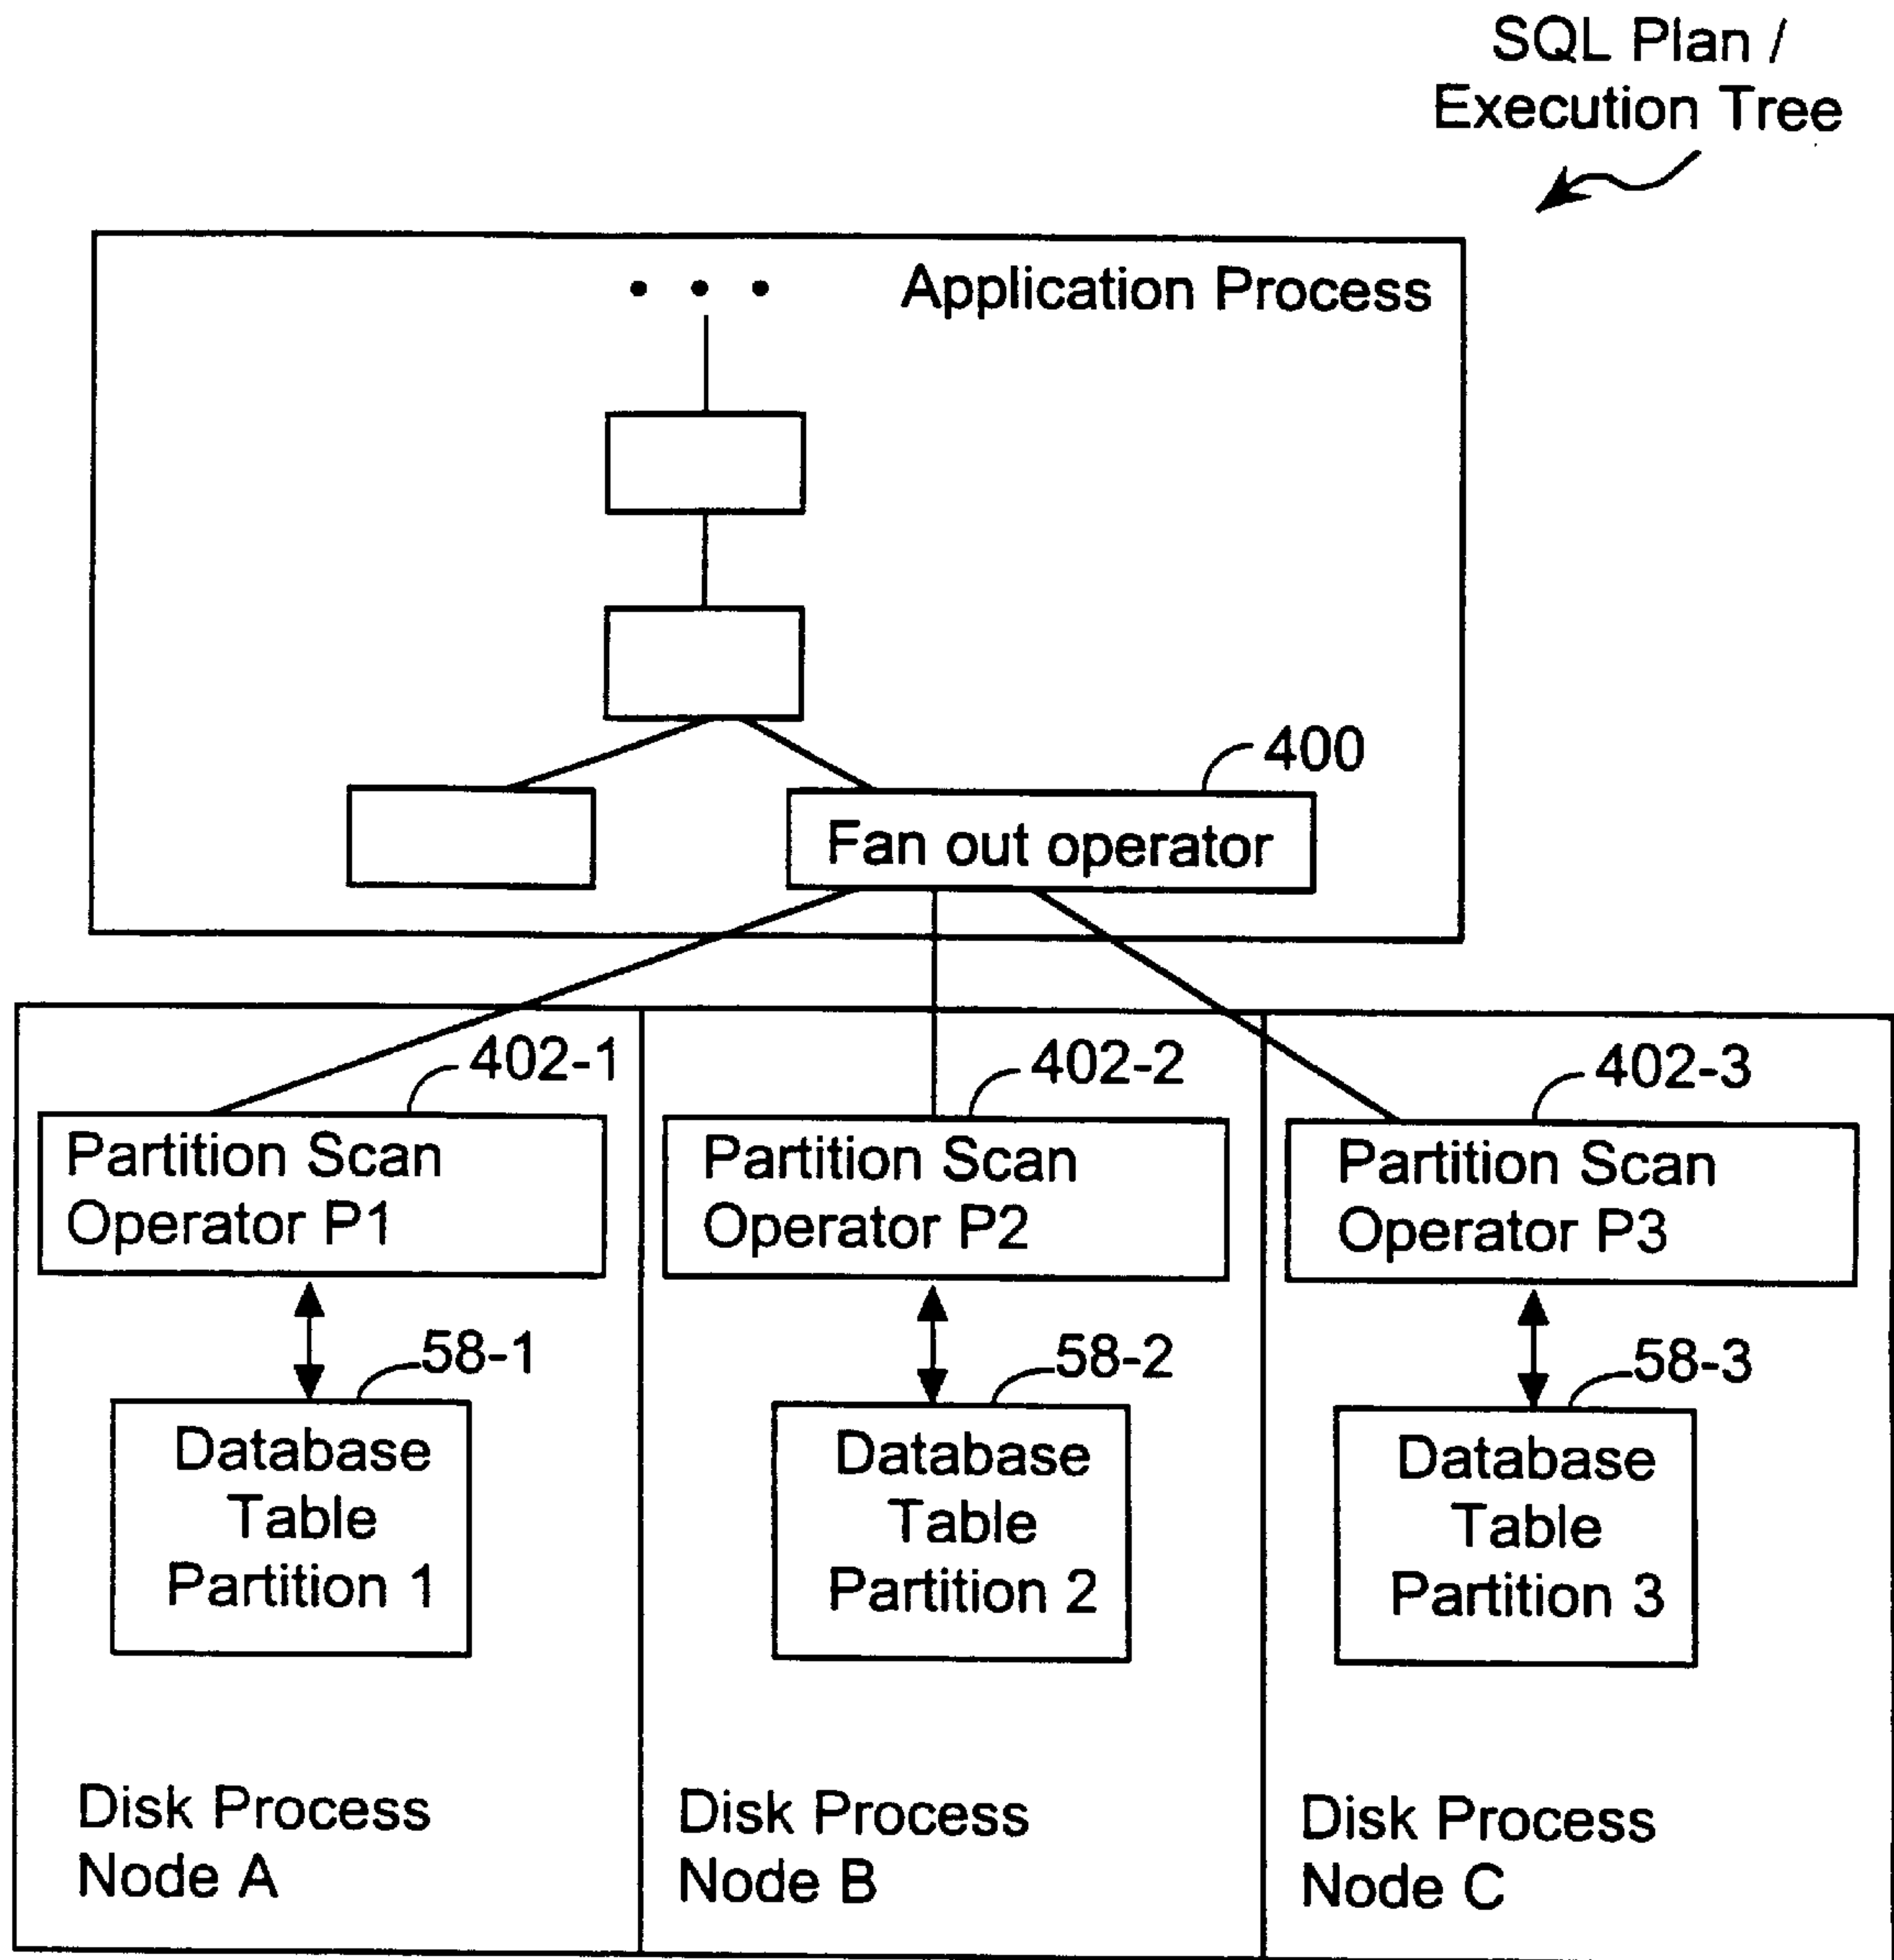 SQL Plan /
Execution Tree
Application Process
400
Fan out operator
402-1
402-2
402-3
Partition Scan
Operator P1
Partition Scan
Operator P2
Partition Scan
Operator P3
58-1
58-2
58-3
Database
Table
Partition 1
Database
Table
Partition 2
Database
Table
Partition 3
Disk Process
Node A
Disk Process
Node B
Disk Process
Node C